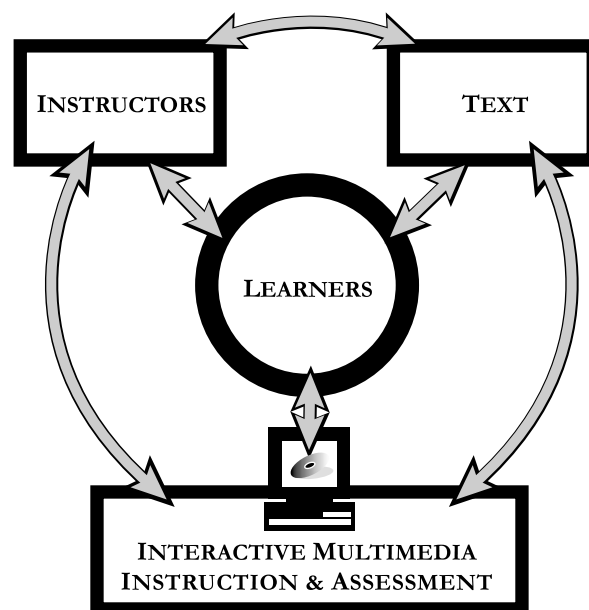 INSTRUCTORS
TEXT
LEARNERS
INTERACTIVE MULTIMEDIA
INSTRUCTION & ASSESSMENT